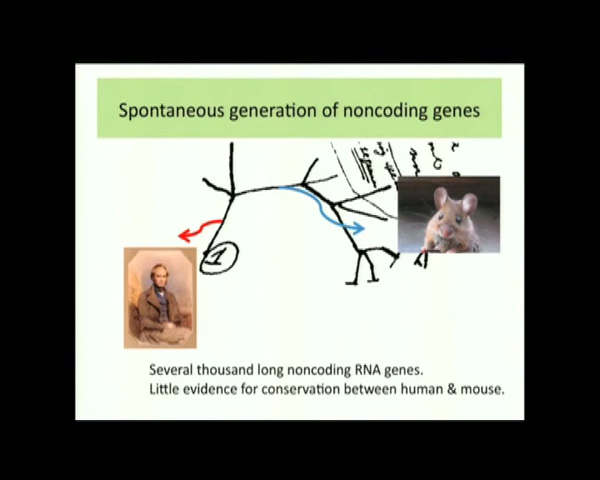 Spontaneous generation of noncoding genes
1
Several thousand long noncoding RNA genes.
Little evidence for conservation between human & mouse.